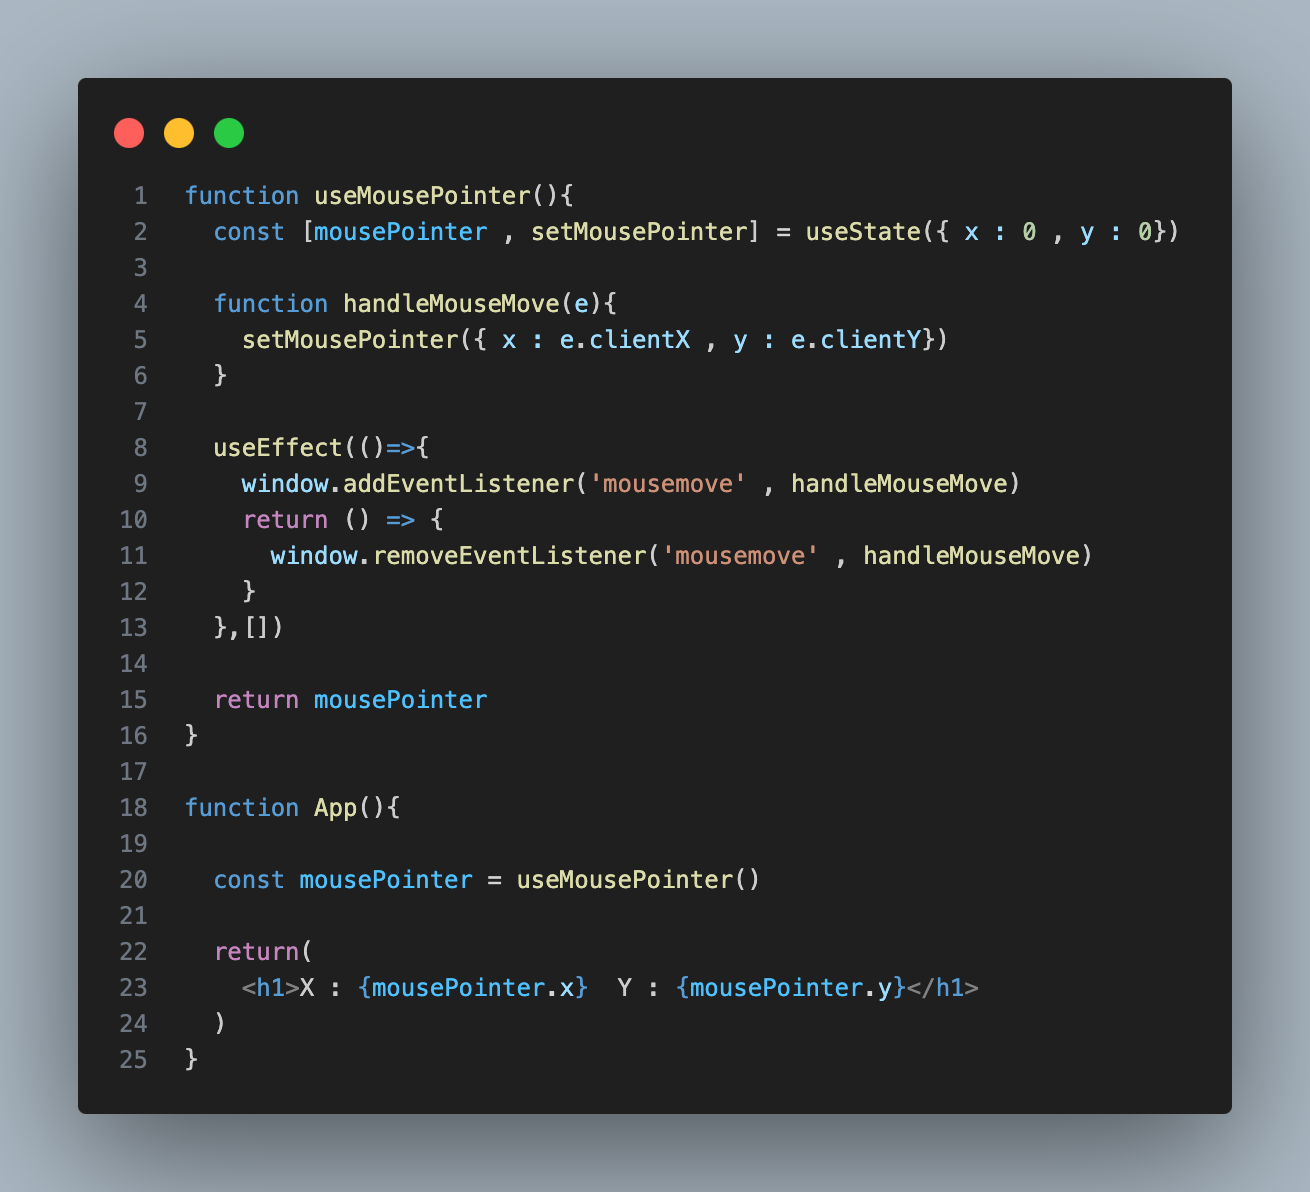 1 function useMousePointer(){
2 const [mousePointer , setMousePointer] = useState({ x : 0 , y : 0})
3
4 function handleMouseMove(e){
5 setMousePointer({ x : e.clientX , y : e.clientY})
6 }
7
8 useEffect(()=>{
9 window.addEventListener('mousemove' , handleMouseMove)
10 return () => {
11 window.removeEventListener('mousemove' , handleMouseMove)
12 }
13 },[])
14
15 return mousePointer
16 }
17
18 function App(){
19
20 const mousePointer = useMousePointer()
21
22 return(
23 <h1>X : {mousePointer.x}  Y : {mousePointer.y}</h1>
24 )
25 }